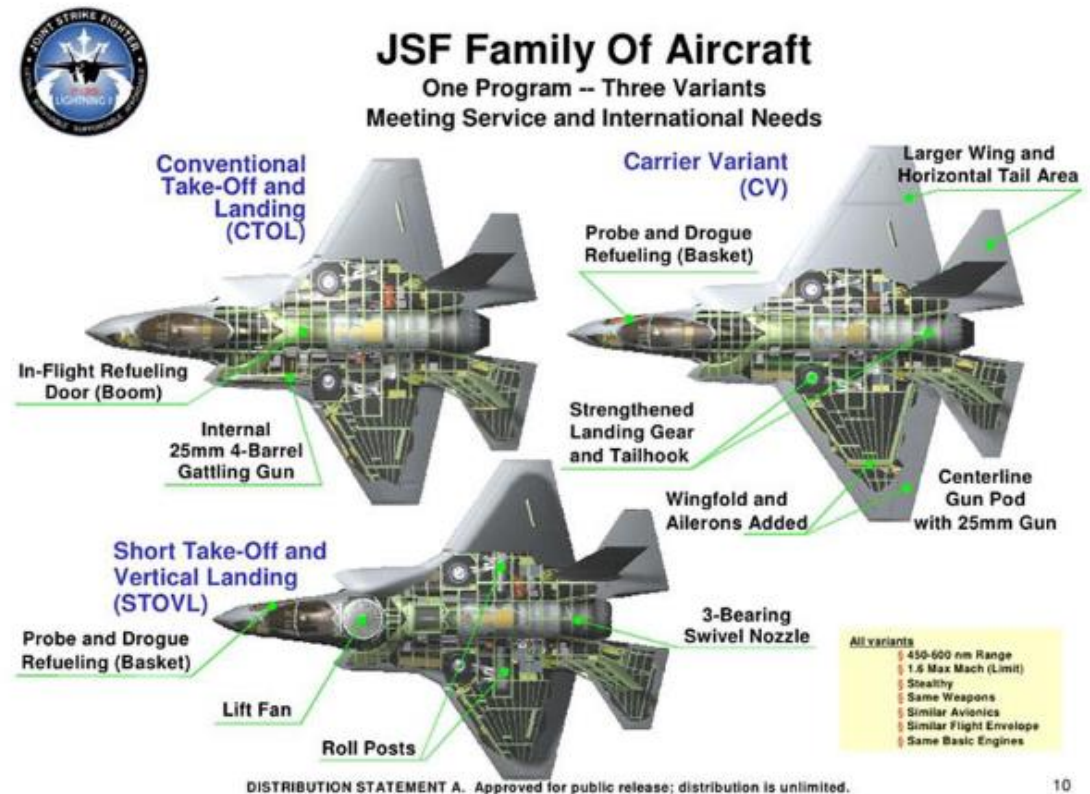 JOINT STRIKE FIGHTER
F-35
LIGHTNING II
JSF Family Of Aircraft
One Program -- Three Variants
Meeting Service and International Needs
Conventional
Take-Off and
Landing
(CTOL)
In-Flight Refueling
Door (Boom)
Internal
25mm 4-Barrel
Gattling Gun
Carrier Variant
(CV)
Larger Wing and
Horizontal Tail Area
Probe and Drogue
Refueling (Basket)
Strengthened
Landing Gear
and Tailhook
Wingfold and
Ailerons Added
Centerline
Gun Pod
with 25mm Gun
Short Take-Off and
Vertical Landing
(STOVL)
Probe and Drogue
Refueling (Basket)
Lift Fan
Roll Posts
3-Bearing
Swivel Nozzle
All variants
§ 450-600 nm Range
§ 1.6 Max Mach (Limit)
§ Stealthy
§ Same Weapons
§ Similar Avionics
§ Similar Flight Envelope
§ Same Basic Engines
DISTRIBUTION STATEMENT A. Approved for public release; distribution is unlimited.
10